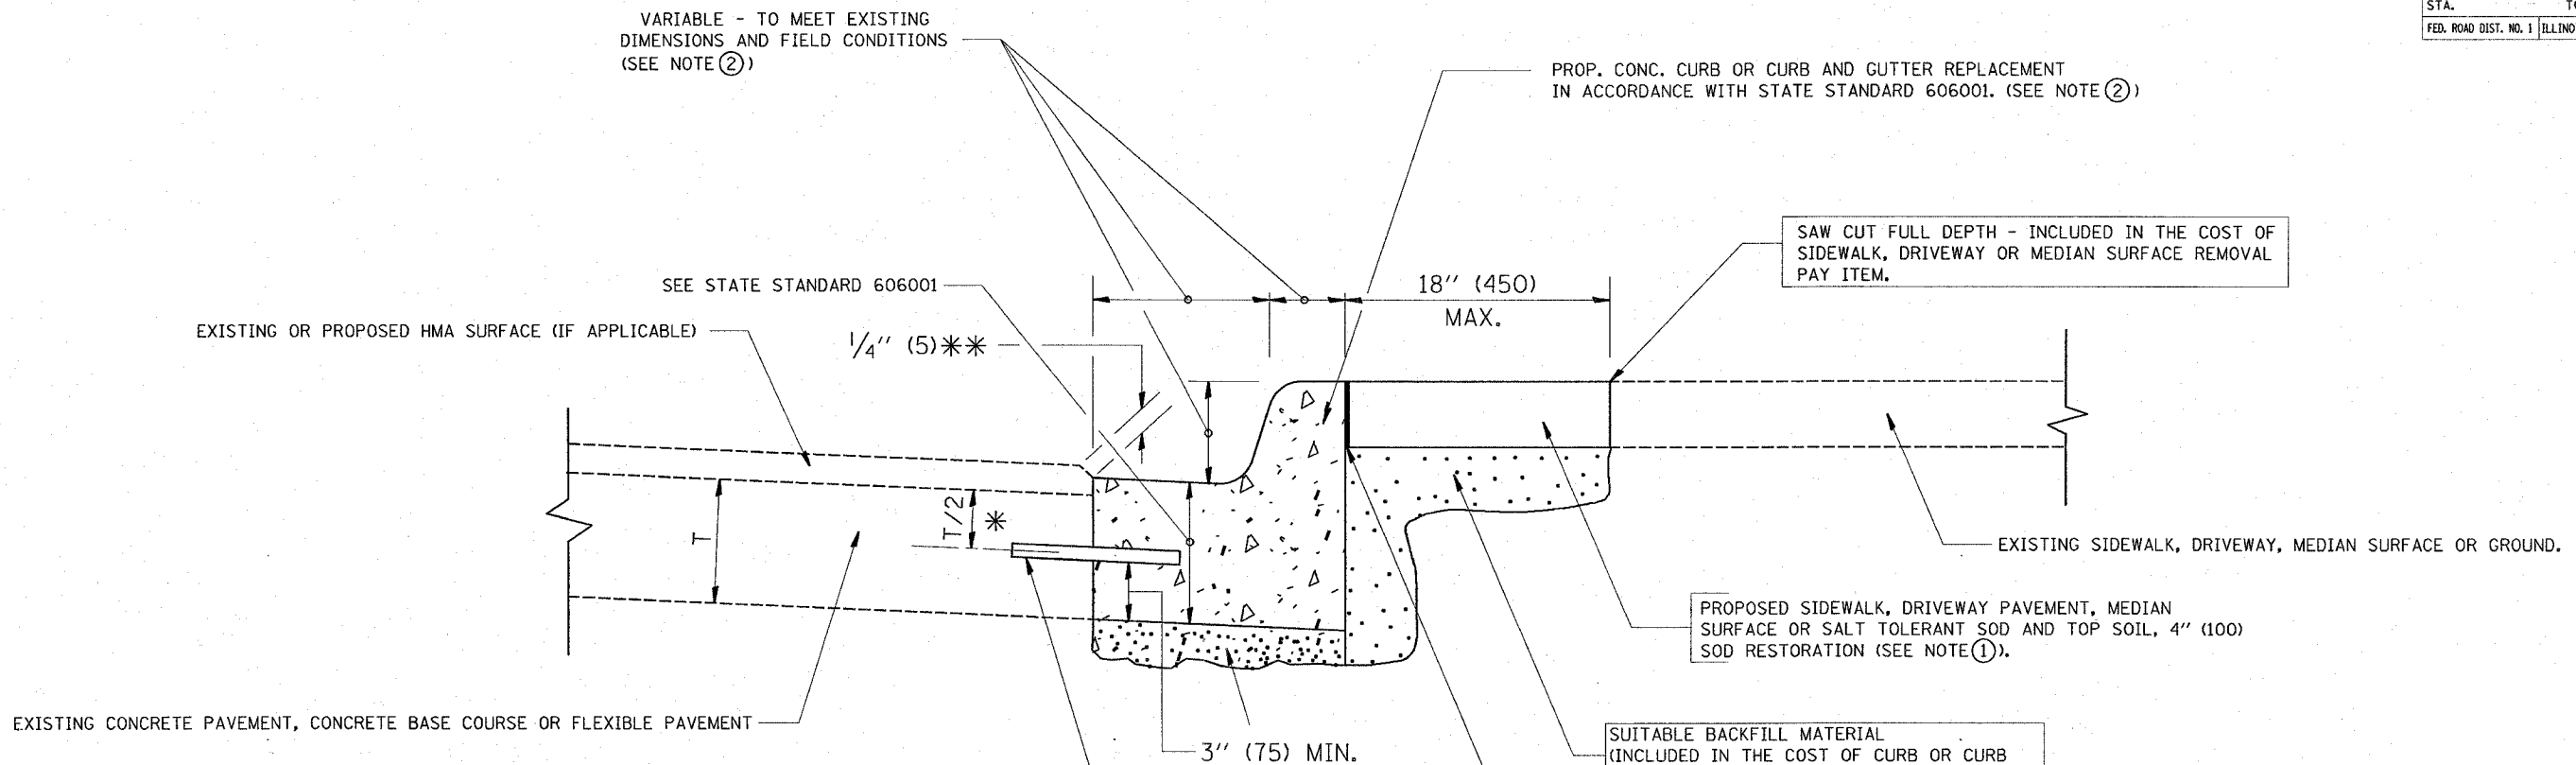 STA.
FED. ROAD DIST. NO. 1
VARIABLE - TO MEET EXISTING
DIMENSIONS AND FIELD CONDITIONS
(SEE NOTE ②)
PROP. CONC. CURB OR CURB AND GUTTER REPLACEMENT
IN ACCORDANCE WITH STATE STANDARD 606001. (SEE NOTE ②)
SAW CUT FULL DEPTH - INCLUDED IN THE COST OF
SIDEWALK, DRIVEWAY OR MEDIAN SURFACE REMOVAL
PAY ITEM.
SEE STATE STANDARD 606001
18" (450)
MAX.
EXISTING OR PROPOSED HMA SURFACE (IF APPLICABLE)
1/4" (5)**
T
T/2
*
EXISTING SIDEWALK, DRIVEWAY, MEDIAN SURFACE OR GROUND.
PROPOSED SIDEWALK, DRIVEWAY PAVEMENT, MEDIAN
SURFACE OR SALT TOLERANT SOD AND TOP SOIL, 4" (100)
SOD RESTORATION (SEE NOTE ①).
EXISTING CONCRETE PAVEMENT, CONCRETE BASE COURSE OR FLEXIBLE PAVEMENT
3" (75) MIN.
SUITABLE BACKFILL MATERIAL
(INCLUDED IN THE COST OF CURB OR CURB